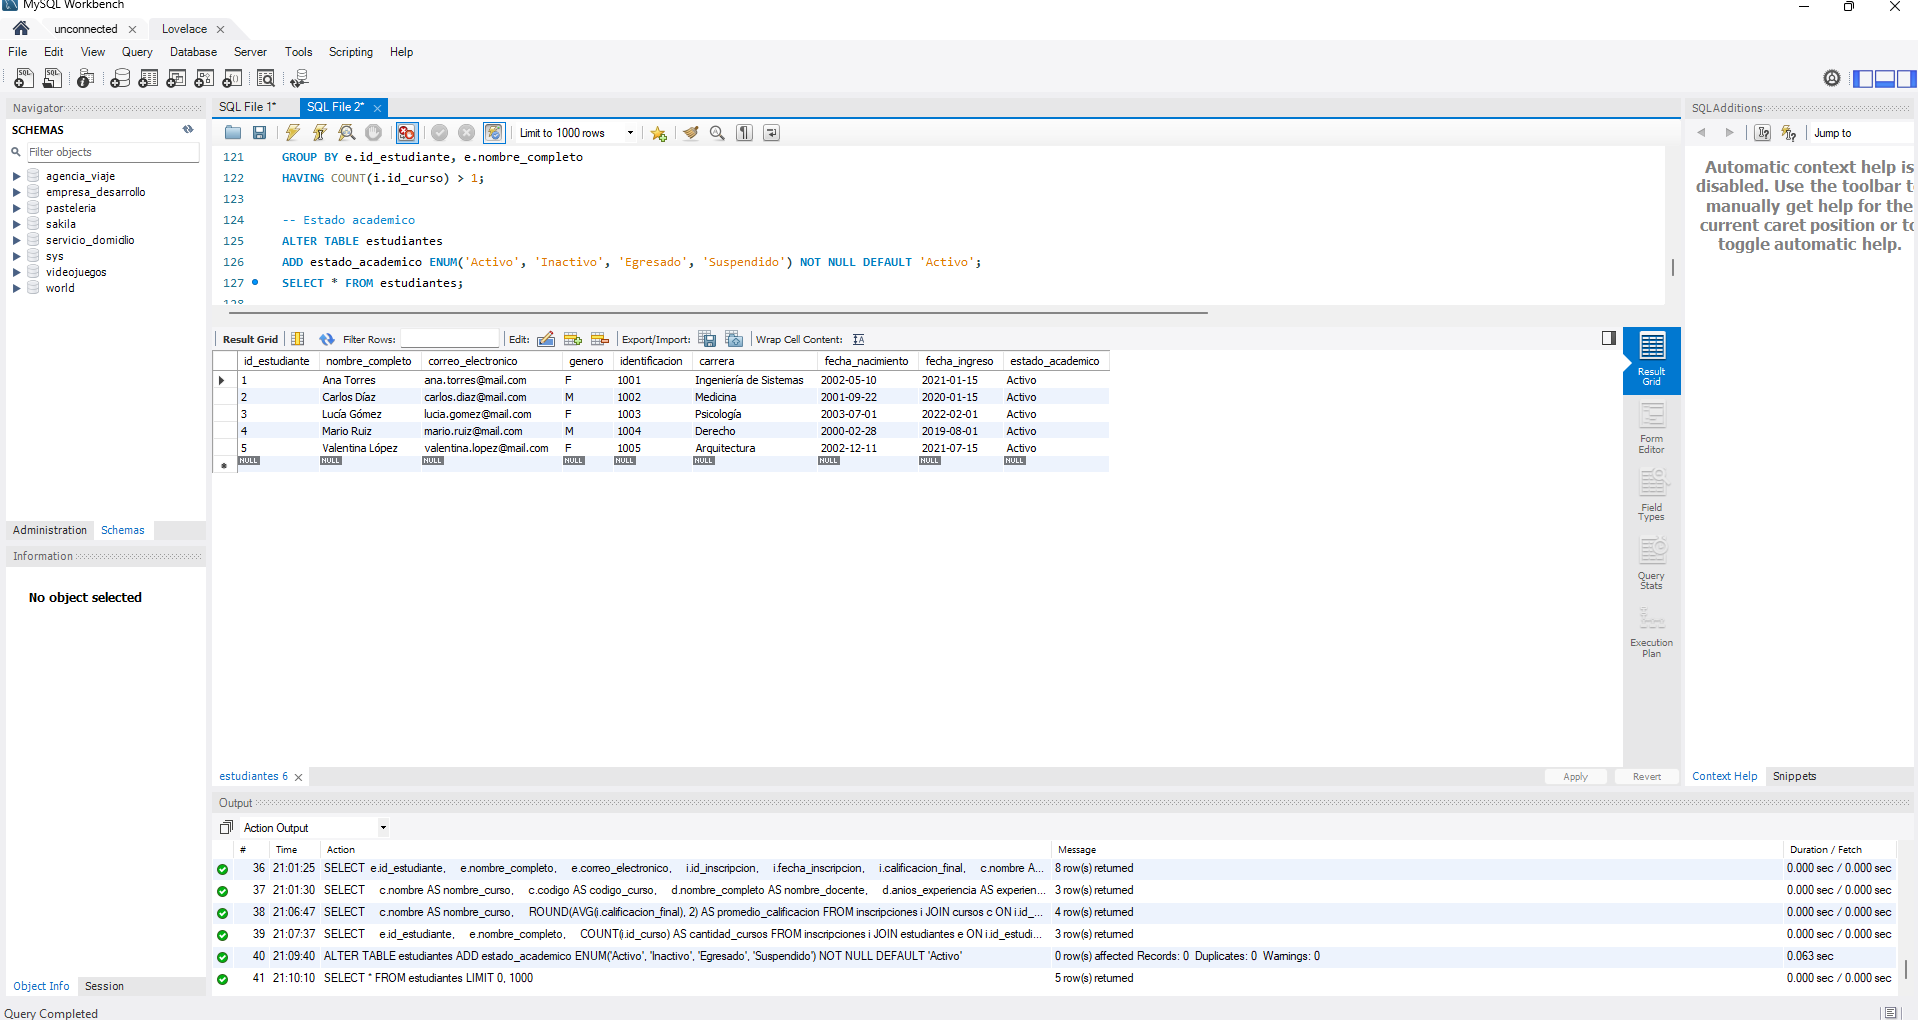 MySQL Workbench
unconnected
Lovelace
File Edit View Query Database Server Tools Scripting Help
Navigator
SCHEMAS
Filter objects
agencia_viaje
empresa_desarrollo
pasteleria
sakila
servicio_domicilio
sys
videojuegos
world
Administration Schemas
Information
No object selected
Object Info Session
Query Completed
SQL File 1* SQL File 2*
Limit to 1000 rows
121 GROUP BY e.id_estudiante, e.nombre_completo
122 HAVING COUNT(i.id_curso) > 1;
123
124 -- Estado academico
125 ALTER TABLE estudiantes
126 ADD estado_academico ENUM('Activo', 'Inactivo', 'Egresado', 'Suspendido') NOT NULL DEFAULT 'Activo';
127 SELECT * FROM estudiantes;
128
Result Grid Filter Rows: Edit: Export/Import: Wrap Cell Content:
id_estudiante nombre_completo correo_electronico genero identificacion carrera fecha_nacimiento fecha_ingreso estado_academico
1 Ana Torres ana.torres@mail.com F 1001 Ingeniería de Sistemas 2002-05-10 2021-01-15 Activo
2 Carlos Díaz carlos.diaz@mail.com M 1002 Medicina 2001-09-22 2020-01-15 Activo
3 Lucía Gómez lucia.gomez@mail.com F 1003 Psicología 2003-07-01 2022-02-01 Activo
4 Mario Ruiz mario.ruiz@mail.com M 1004 Derecho 2000-02-28 2019-08-01 Activo
5 Valentina López valentina.lopez@mail.com F 1005 Arquitectura 2002-12-11 2021-07-15 Activo
NULL NULL NULL NULL NULL NULL NULL NULL NULL
Result
Grid
Form
Editor
Field
Types
Query
Stats
Execution
Plan
estudiantes 6
Apply Revert
SQLAdditions
Jump to
Automatic context help is
disabled. Use the toolbar t
manually get help for the
current caret position or to
toggle automatic help.
Context Help Snippets
Output
Action Output
# Time Action Message Duration / Fetch
36 21:01:25 SELECT e.id_estudiante, e.nombre_completo, e.correo_electronico, i.id_inscripcion, i.fecha_inscripcion, i.calificacion_final, c.nombre A... 8 row(s) returned 0.000 sec / 0.000 sec
37 21:01:30 SELECT c.nombre AS nombre_curso, c.codigo AS codigo_curso, d.nombre_completo AS nombre_docente, d.anios_experiencia AS experien... 3 row(s) returned 0.000 sec / 0.000 sec
38 21:06:47 SELECT c.nombre AS nombre_curso, ROUND(AVG(i.calificacion_final), 2) AS promedio_calificacion FROM inscripciones i JOIN cursos c ON i.id_... 4 row(s) returned 0.000 sec / 0.000 sec
39 21:07:37 SELECT e.id_estudiante, e.nombre_completo, COUNT(i.id_curso) AS cantidad_cursos FROM inscripciones i JOIN estudiantes e ON i.id_estudi... 3 row(s) returned 0.000 sec / 0.000 sec
40 21:09:40 ALTER TABLE estudiantes ADD estado_academico ENUM('Activo', 'Inactivo', 'Egresado', 'Suspendido') NOT NULL DEFAULT 'Activo' 0 row(s) affected Records: 0 Duplicates: 0 Warnings: 0 0.063 sec
41 21:10:10 SELECT * FROM estudiantes LIMIT 0, 1000 5 row(s) returned 0.000 sec / 0.000 sec